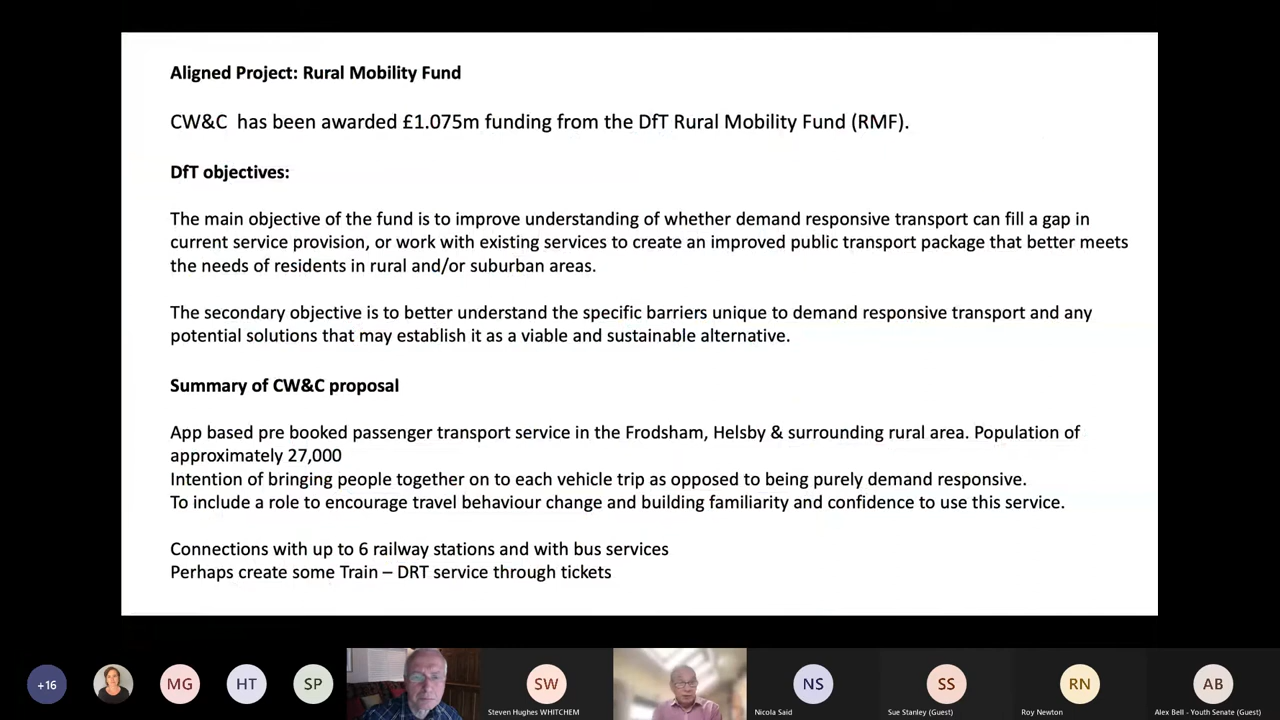 Aligned Project: Rural Mobility Fund
CW&C has been awarded £1.075m funding from the DfT Rural Mobility Fund (RMF).
DfT objectives:
The main objective of the fund is to improve understanding of whether demand responsive transport can fill a gap in
current service provision, or work with existing services to create an improved public transport package that better meets
the needs of residents in rural and/or suburban areas.
The secondary objective is to better understand the specific barriers unique to demand responsive transport and any
potential solutions that may establish it as a viable and sustainable alternative.
Summary of CW&C proposal
App based pre booked passenger transport service in the Frodsham, Helsby & surrounding rural area. Population of
approximately 27,000
Intention of bringing people together on to each vehicle trip as opposed to being purely demand responsive.
To include a role to encourage travel behaviour change and building familiarity and confidence to use this service.
Connections with up to 6 railway stations and with bus services
Perhaps create some Train – DRT service through tickets
+16 MG HT SP SW NS SS RN AB
Steven Hughes WHITCHEM Nicola Said Sue Stanley (Guest) Roy Newton Alex Bell - Youth Senate (Guest)